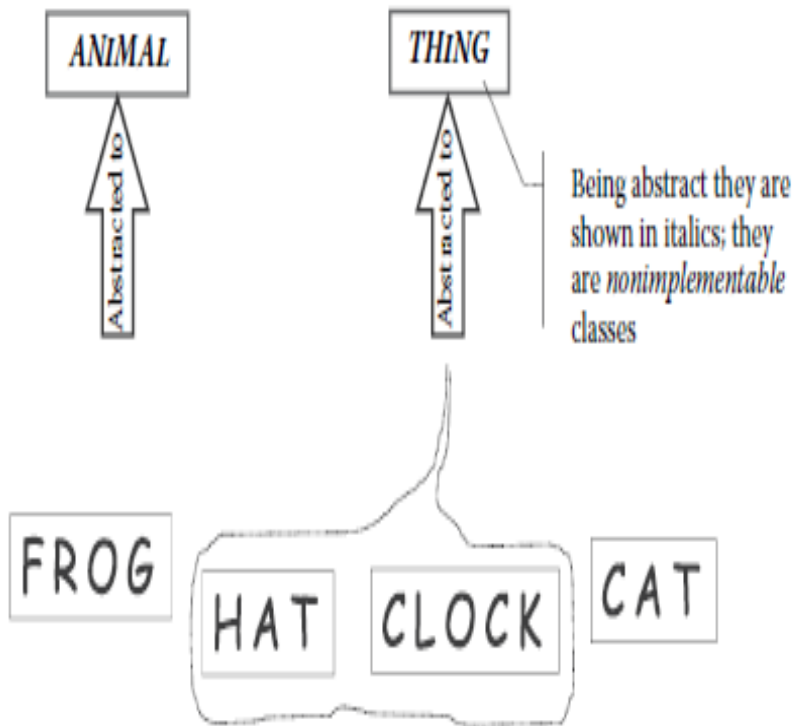 ANIMAL
THING
Abstracted to
Abstracted to
Being abstract they are
shown in italics; they
are nonimplementable
classes
FROG
HAT
CLOCK
CAT